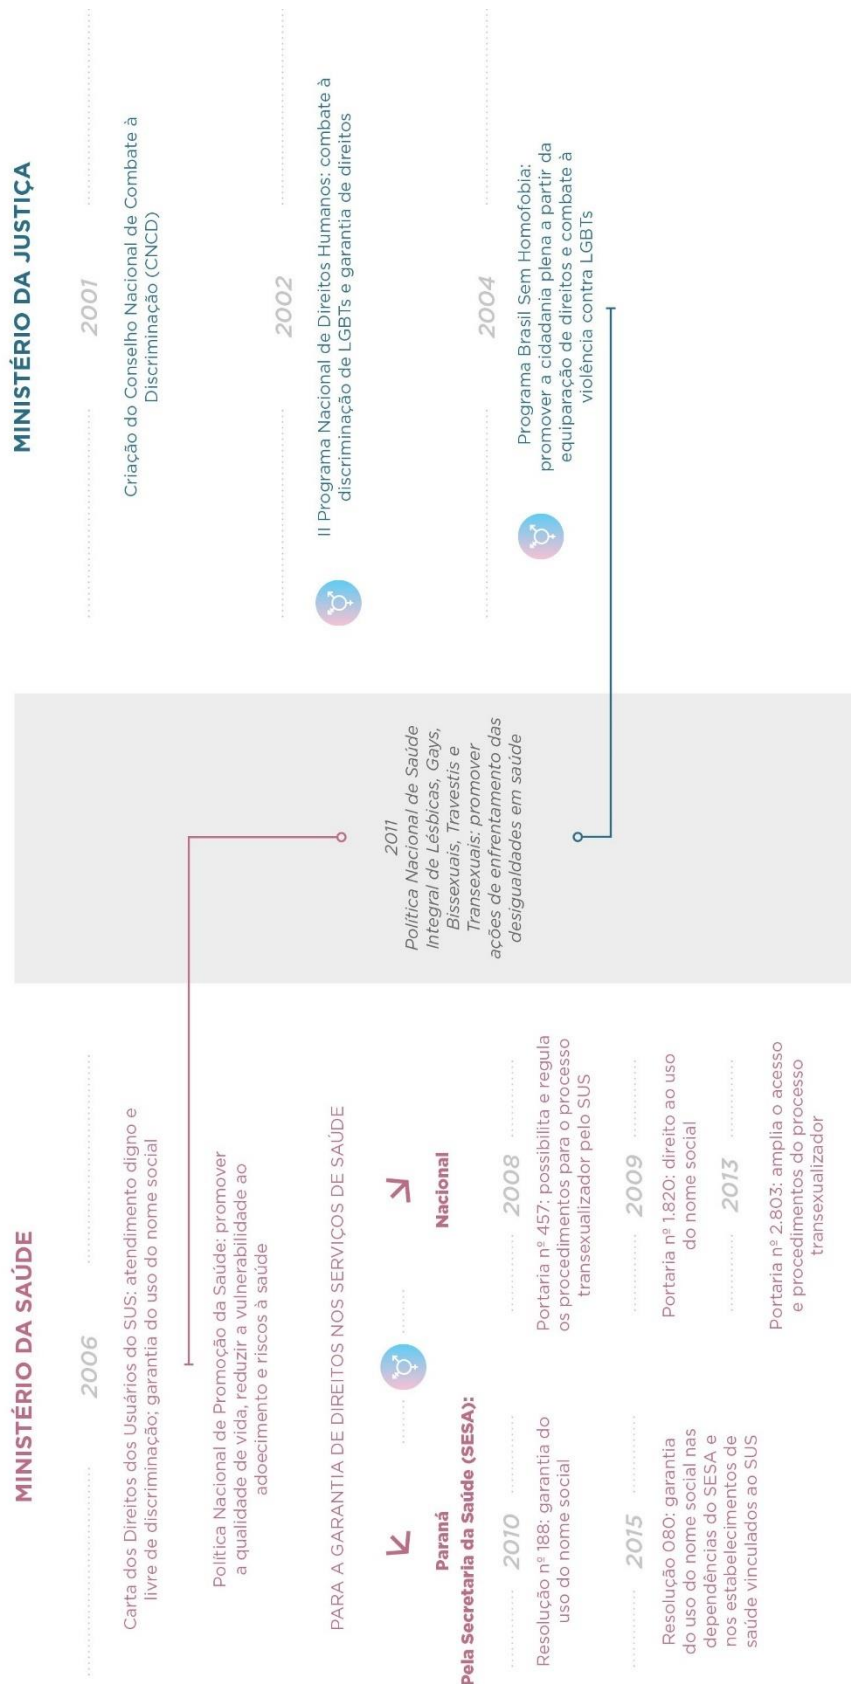 MINISTÉRIO DA SAÚDE
2006
Carta dos Direitos dos Usuários do SUS: atendimento digno e
livre de discriminação; garantia do uso do nome social
Política Nacional de Promoção da Saúde: promover
a qualidade de vida, reduzir a vulnerabilidade ao
adoecimento e riscos à saúde
PARA A GARANTIA DE DIREITOS NOS SERVIÇOS DE SAÚDE
Paraná
Pela Secretaria da Saúde (SESA):
2010
Resolução nº 188: garantia do
uso do nome social
2015
Resolução 080: garantia
do uso do nome social nas
dependências do SESA e
nos estabelecimentos de
saúde vinculados ao SUS
Nacional
2008
Portaria nº 457: possibilita e regula
os procedimentos para o processo
transexualizador pelo SUS
2009
Portaria nº 1.820: direito ao uso
do nome social
2013
Portaria nº 2.803: amplia o acesso
e procedimentos do processo
transexualizador
2011
Política Nacional de Saúde
Integral de Lésbicas, Gays,
Bissexuais, Travestis e
Transexuais: promover
ações de enfrentamento das
desigualdades em saúde
MINISTÉRIO DA JUSTIÇA
2001
Criação do Conselho Nacional de Combate à
Discriminação (CNCD)
2002
II Programa Nacional de Direitos Humanos: combate à
discriminação de LGBTs e garantia de direitos
2004
Programa Brasil Sem Homofobia:
promover a cidadania plena a partir da
equiparação de direitos e combate à
violência contra LGBTs